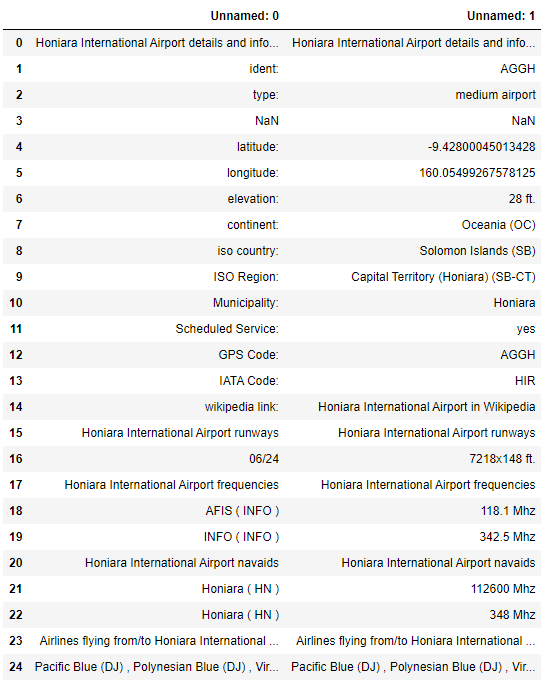 Unnamed: 0 Unnamed: 1
0 Honiara International Airport details and info... Honiara International Airport details and info...
1 ident: AGGH
2 type: medium airport
3 NaN NaN
4 latitude: -9.42800045013428
5 longitude: 160.05499267578125
6 elevation: 28 ft.
7 continent: Oceania (OC)
8 iso country: Solomon Islands (SB)
9 ISO Region: Capital Territory (Honiara) (SB-CT)
10 Municipality: Honiara
11 Scheduled Service: yes
12 GPS Code: AGGH
13 IATA Code: HIR
14 wikipedia link: Honiara International Airport in Wikipedia
15 Honiara International Airport runways Honiara International Airport runways
16 06/24 7218x148 ft.
17 Honiara International Airport frequencies Honiara International Airport frequencies
18 AFIS ( INFO ) 118.1 Mhz
19 INFO ( INFO ) 342.5 Mhz
20 Honiara International Airport navaids Honiara International Airport navaids
21 Honiara ( HN ) 112600 Mhz
22 Honiara ( HN ) 348 Mhz
23 Airlines flying from/to Honiara International ... Airlines flying from/to Honiara International ...
24 Pacific Blue (DJ) , Polynesian Blue (DJ) , Vir... Pacific Blue (DJ) , Polynesian Blue (DJ) , Vir...